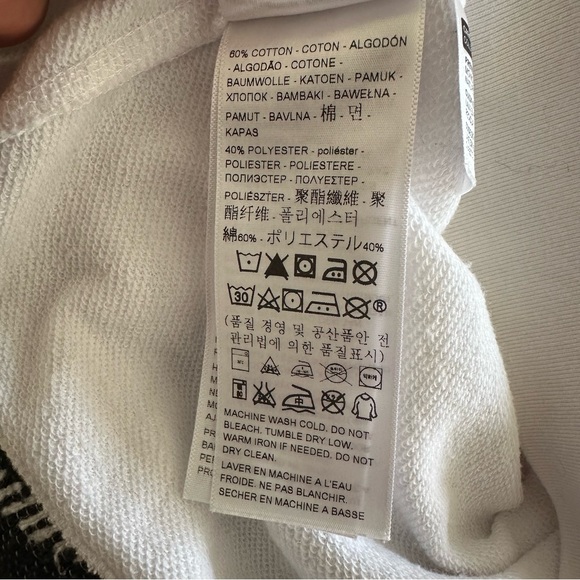 60% COTTON - COTON - ALGODÓN
- ALGODÃO - COTONE -
BAUMWOLLE - KATOEN - PAMUK -
ХЛОПОК - BAMBAKI - BAWEŁNA -
PAMUT - BAVLNA - 棉 - 면 -
KAPAS
40% POLYESTER - poliéster -
POLIESTER - POLIESTERE -
ПОЛИЭСТЕР - ΠΟΛΥΕΣΤΕΡ -
POLIÉSZTER - 聚酯纖維 - 聚
酯纤维 - 폴리에스터
綿60% - ポリエステル40%
30 ®
(품질 경영 및 공산품안 전
관리법에 의한 품질표시)
MACHINE WASH COLD. DO NOT
BLEACH. TUMBLE DRY LOW.
WARM IRON IF NEEDED. DO NOT
DRY CLEAN.
LAVER EN MACHINE A L'EAU
FROIDE. NE PAS BLANCHIR.
SECHER EN MACHINE A BASSE